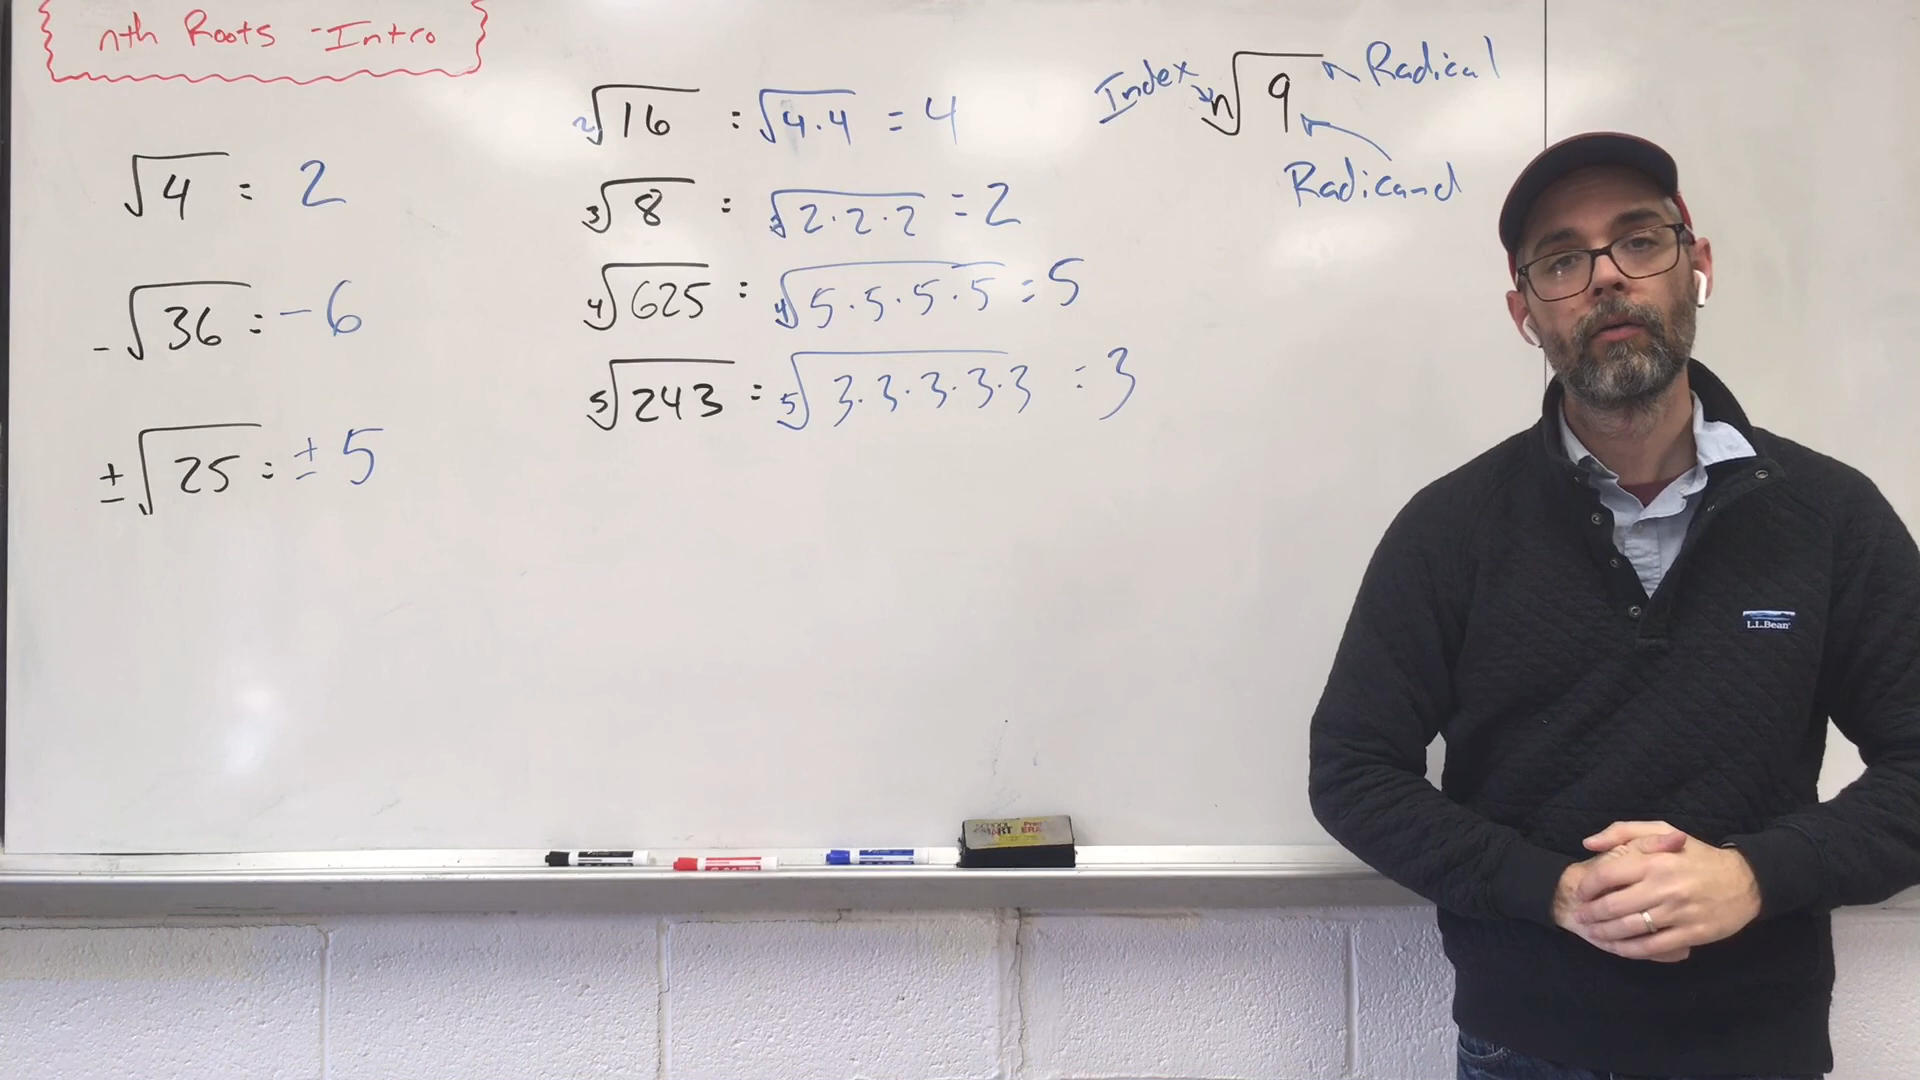 nth Roots - Intro
√4 = 2
-√36 = -6
±√25 = ±5
²√16 = √4·4 = 4
³√8 = ³√2·2·2 = 2
⁴√625 = ⁴√5·5·5·5 = 5
⁵√243 = ⁵√3·3·3·3·3 = 3
Index
ⁿ√9
Radical
Radicand
L.L.Bean